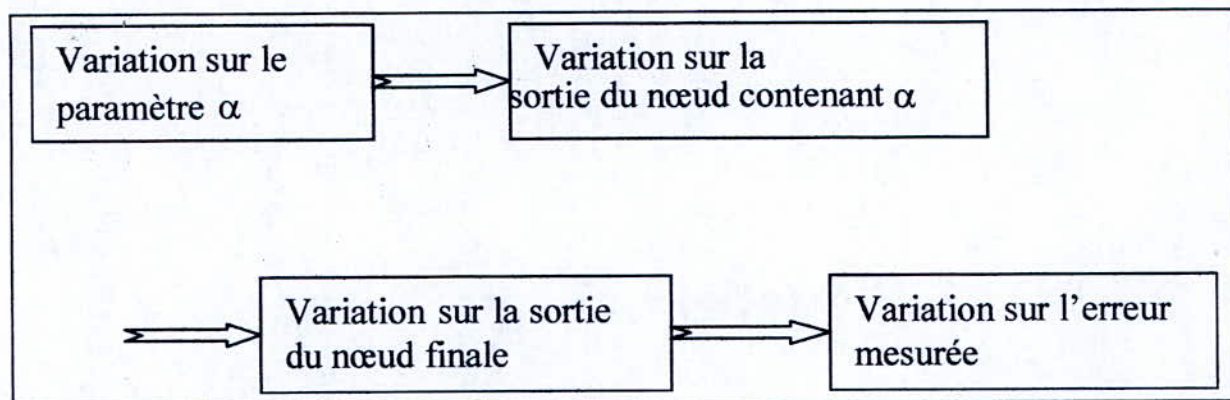 Variation sur le
paramètre α
Variation sur la
sortie du nœud contenant α
Variation sur la sortie
du nœud finale
Variation sur l’erreur
mesurée